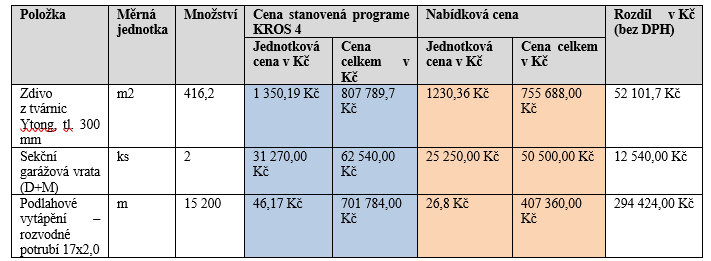 Položka Měrná jednotka Množství Cena stanovená programe KROS 4 Nabídková cena Rozdíl v Kč (bez DPH)
Jednotková cena v Kč Cena celkem v Kč Jednotková cena v Kč Cena celkem v Kč
Zdivo z tvárnic Ytong, tl. 300 mm m2 416,2 1 350,19 Kč 807 789,7 Kč 1230,36 Kč 755 688,00 Kč 52 101,7 Kč
Sekční garážová vrata (D+M) ks 2 31 270,00 Kč 62 540,00 Kč 25 250,00 Kč 50 500,00 Kč 12 540,00 Kč
Podlahové vytápění – rozvodné potrubí 17x2,0 m 15 200 46,17 Kč 701 784,00 Kč 26,8 Kč 407 360,00 Kč 294 424,00 Kč